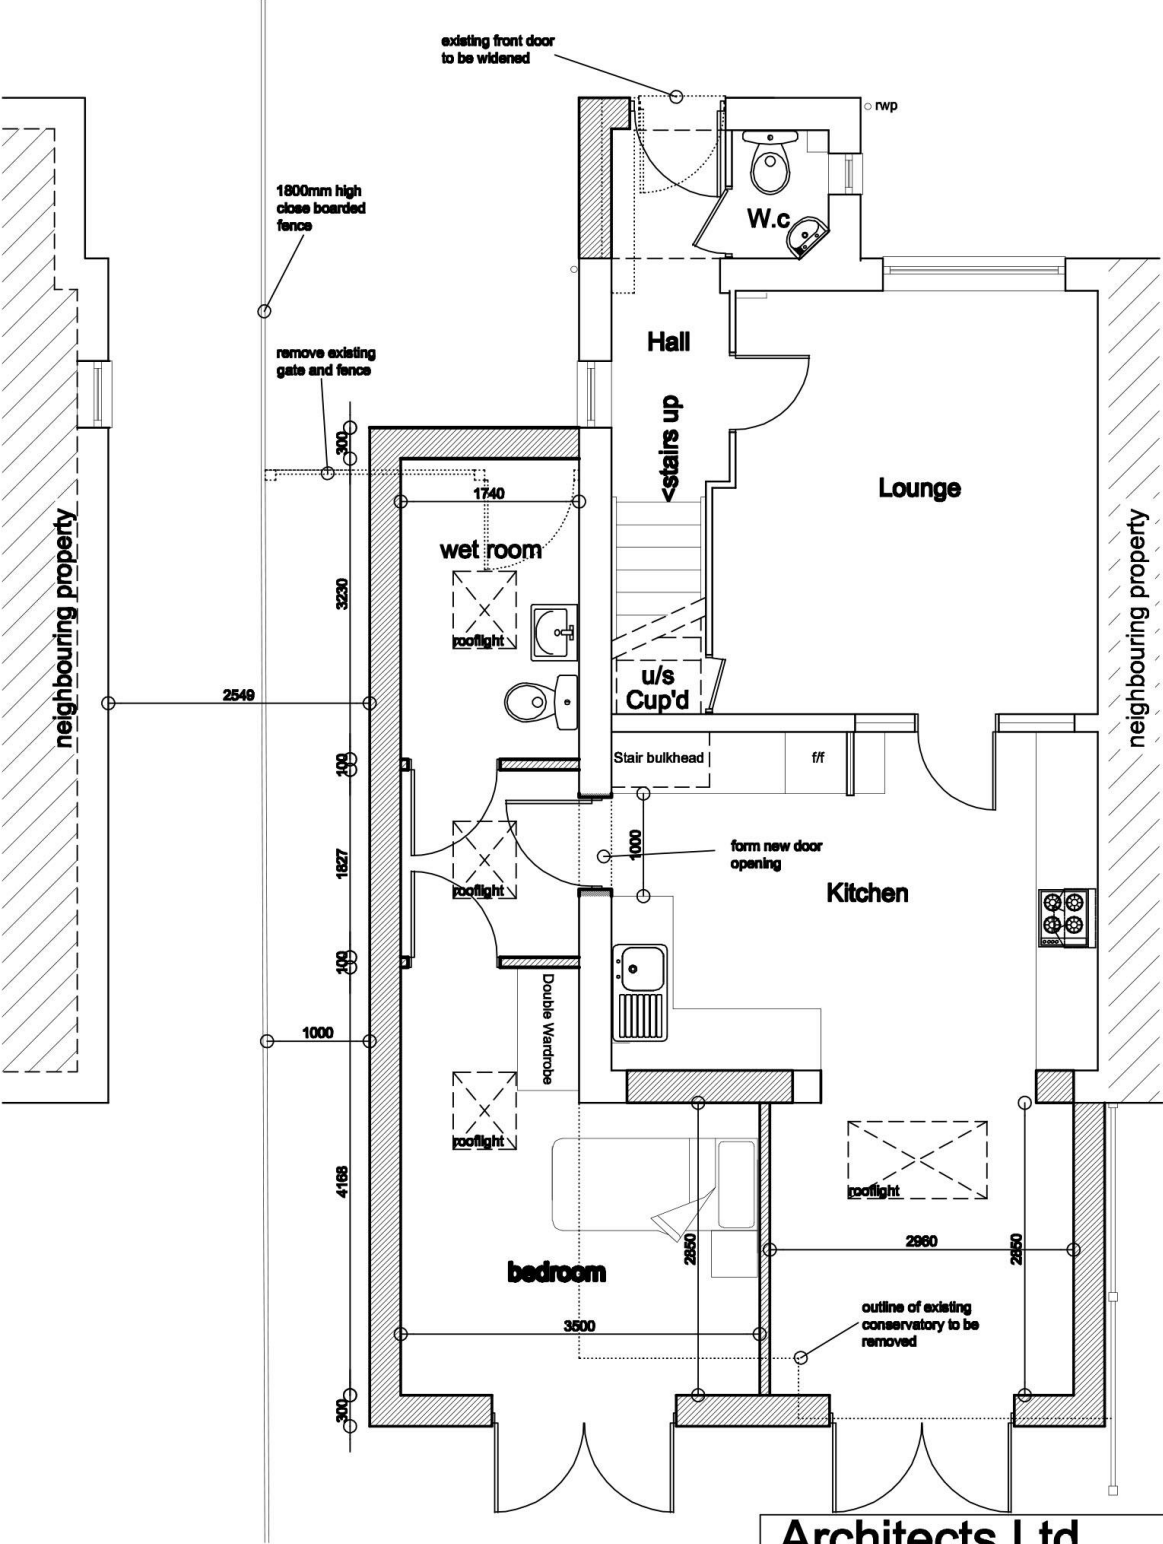 existing front door
to be widened
rwp
1800mm high
close boarded
fence
W.c
remove existing
gate and fence
Hall
<stairs up
300
1740
Lounge
wet room
neighbouring property
neighbouring property
3230
rooflight
u/s
Cup'd
2549
100
Stair bulkhead
f/f
1000
form new door
opening
1827
rooflight
Kitchen
100
Double Wardrobe
1000
rooflight
4168
rooflight
2850
2960
2850
bedroom
outline of existing
conservatory to be
removed
3500
300
Architects Ltd